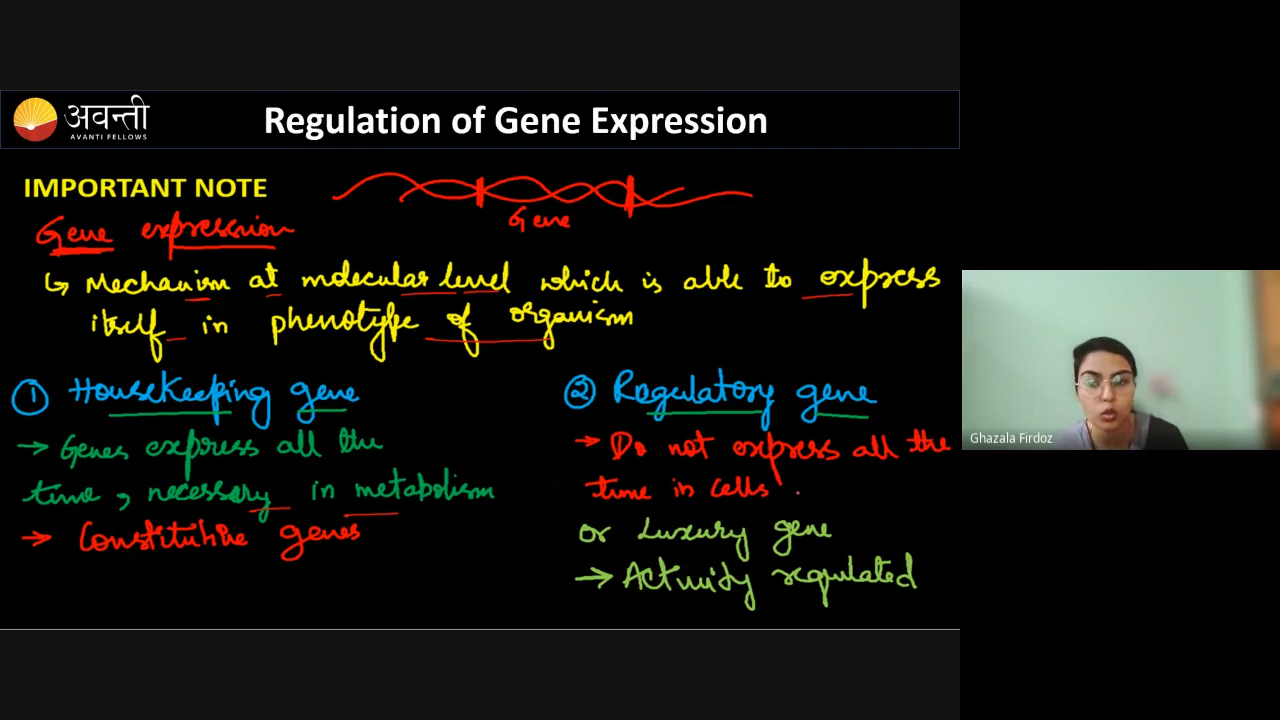 अवन्ती
AVANTI FELLOWS
Regulation of Gene Expression
IMPORTANT NOTE
Gene
Gene expression
↳ Mechanism at molecular level which is able to express
itself in phenotype of organism
① Housekeeping gene
→ Genes express all the
time, necessary in metabolism
→ Constitutive genes
② Regulatory gene
→ Do not express all the
time in cells.
or Luxury gene
→ Activity regulated
Ghazala Firdoz